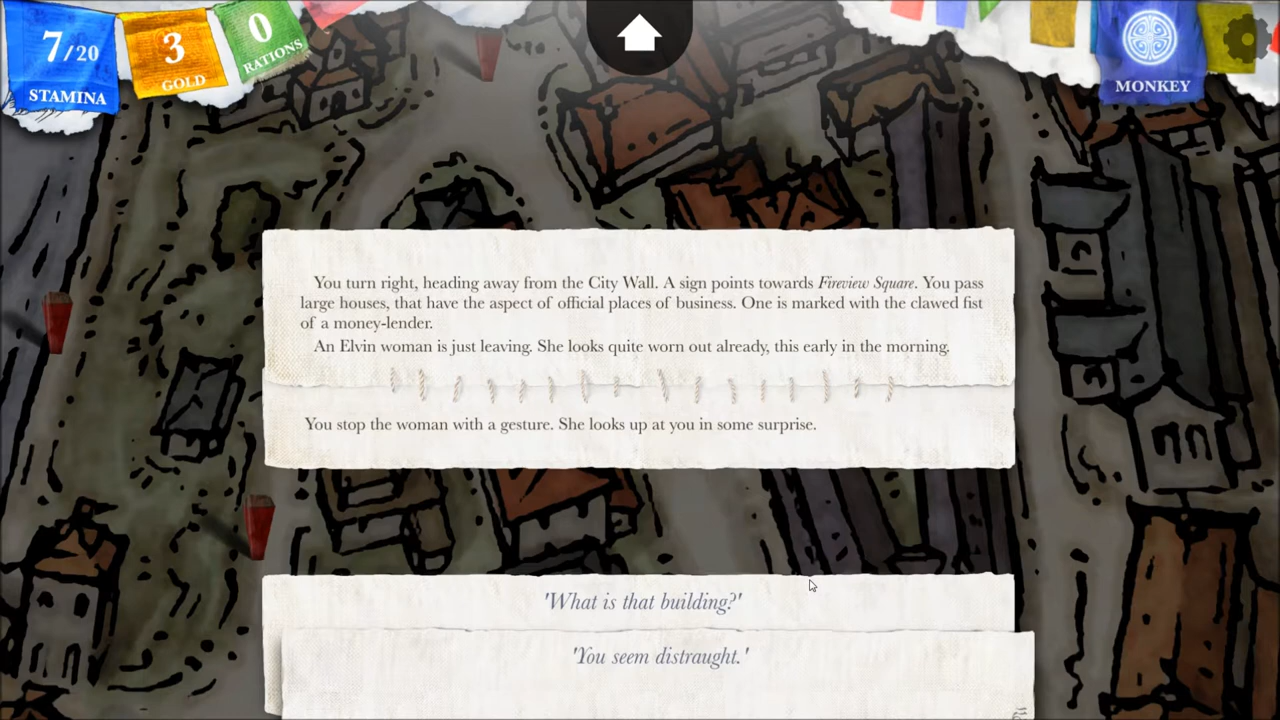 7/20
STAMINA
3
GOLD
0
RATIONS
MONKEY
You turn right, heading away from the City Wall. A sign points towards Fireview Square. You pass
large houses, that have the aspect of official places of business. One is marked with the clawed fist
of a money-lender.
An Elvin woman is just leaving. She looks quite worn out already, this early in the morning.
You stop the woman with a gesture. She looks up at you in some surprise.
'What is that building?'
'You seem distraught.'